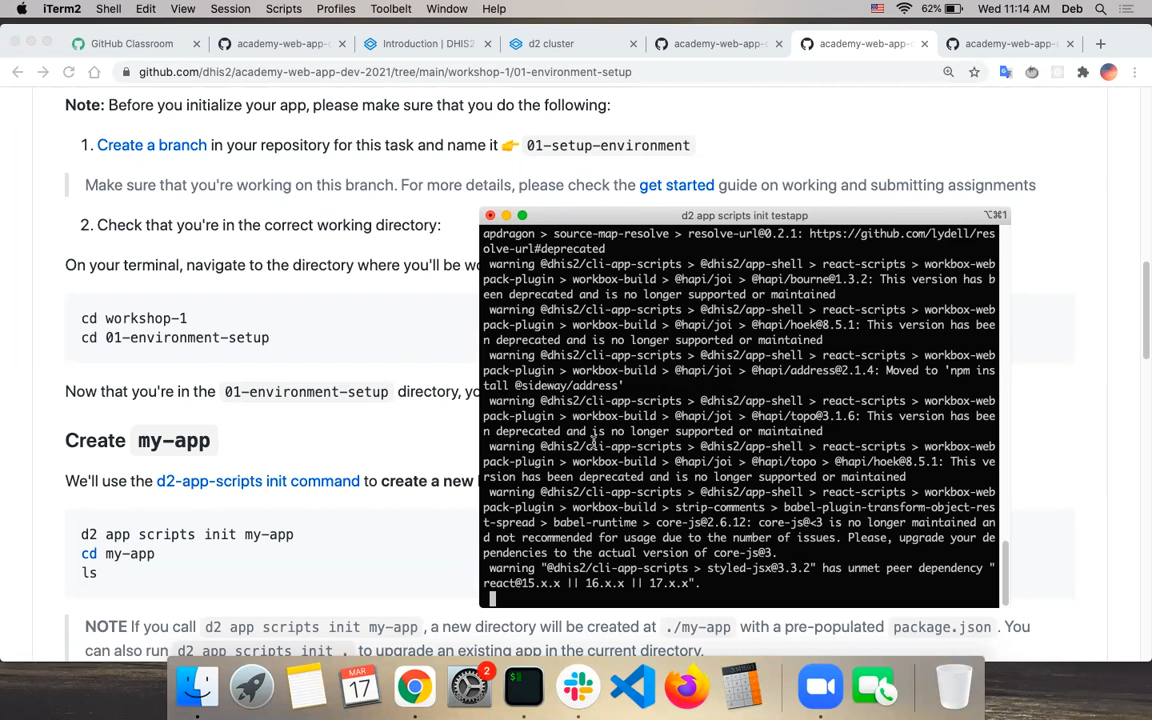 iTerm2 Shell Edit View Session Scripts Profiles Toolbelt Window Help 62% Wed 11:14 AM Deb
GitHub Classroom academy-web-app- Introduction | DHIS2 d2 cluster academy-web-app- academy-web-app- academy-web-app-d
github.com/dhis2/academy-web-app-dev-2021/tree/main/workshop-1/01-environment-setup
Note: Before you initialize your app, please make sure that you do the following:
1. Create a branch in your repository for this task and name it 👉 01-setup-environment
Make sure that you're working on this branch. For more details, please check the get started guide on working and submitting assignments
2. Check that you're in the correct working directory:
On your terminal, navigate to the directory where you'll be wo
cd workshop-1
cd 01-environment-setup
Now that you're in the 01-environment-setup directory, yo
Create my-app
We'll use the d2-app-scripts init command to create a new
d2 app scripts init my-app
cd my-app
ls
NOTE If you call d2 app scripts init my-app, a new directory will be created at ./my-app with a pre-populated package.json. You
can also run d2 app scripts init . to upgrade an existing app in the current directory.
d2 app scripts init testapp ⌥⌘1
apdragon > source-map-resolve > resolve-url@0.2.1: https://github.com/lydell/res
olve-url#deprecated
warning @dhis2/cli-app-scripts > @dhis2/app-shell > react-scripts > workbox-web
pack-plugin > workbox-build > @hapi/joi > @hapi/bourne@1.3.2: This version has b
een deprecated and is no longer supported or maintained
warning @dhis2/cli-app-scripts > @dhis2/app-shell > react-scripts > workbox-web
pack-plugin > workbox-build > @hapi/joi > @hapi/hoek@8.5.1: This version has bee
n deprecated and is no longer supported or maintained
warning @dhis2/cli-app-scripts > @dhis2/app-shell > react-scripts > workbox-web
pack-plugin > workbox-build > @hapi/joi > @hapi/address@2.1.4: Moved to 'npm ins
tall @sideway/address'
warning @dhis2/cli-app-scripts > @dhis2/app-shell > react-scripts > workbox-web
pack-plugin > workbox-build > @hapi/joi > @hapi/topo@3.1.6: This version has bee
n deprecated and is no longer supported or maintained
warning @dhis2/cli-app-scripts > @dhis2/app-shell > react-scripts > workbox-web
pack-plugin > workbox-build > @hapi/joi > @hapi/topo > @hapi/hoek@8.5.1: This ve
rsion has been deprecated and is no longer supported or maintained
warning @dhis2/cli-app-scripts > @dhis2/app-shell > react-scripts > workbox-web
pack-plugin > workbox-build > strip-comments > babel-plugin-transform-object-res
t-spread > babel-runtime > core-js@2.6.12: core-js@<3 is no longer maintained an
d not recommended for usage due to the number of issues. Please, upgrade your de
pendencies to the actual version of core-js@3.
warning "@dhis2/cli-app-scripts > styled-jsx@3.3.2" has unmet peer dependency "
react@15.x.x || 16.x.x || 17.x.x".
MAR
17
2